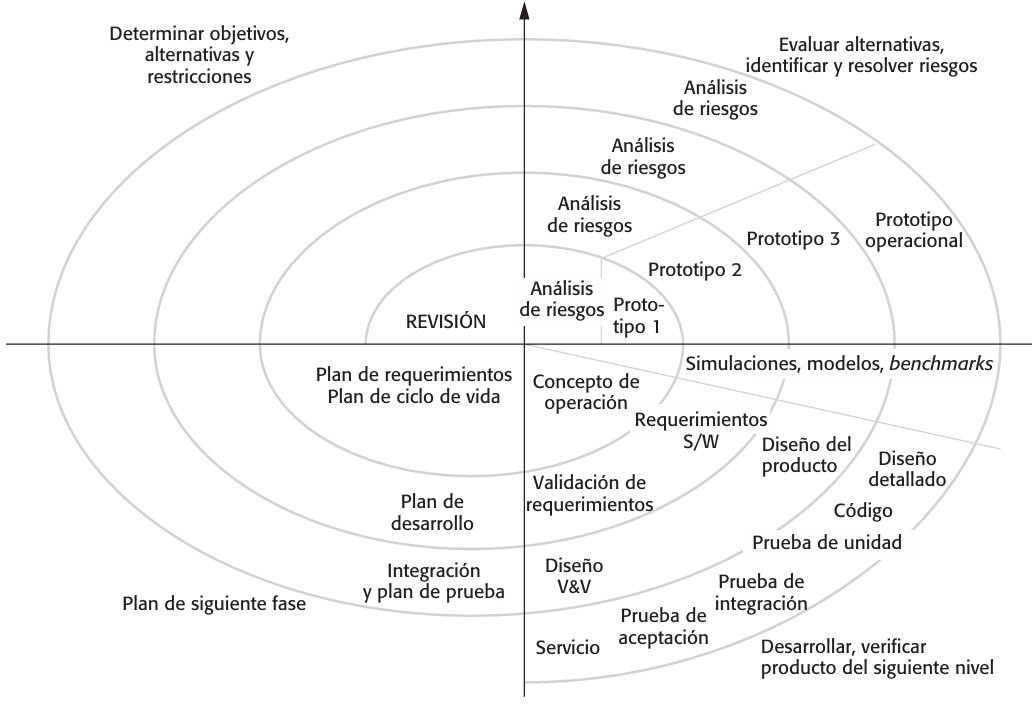 Determinar objetivos,
alternativas y
restricciones
Evaluar alternativas,
identificar y resolver riesgos
Análisis
de riesgos
Análisis
de riesgos
Análisis
de riesgos
Análisis
de riesgos
Proto-
tipo 1
Prototipo 2
Prototipo 3
Prototipo
operacional
REVISIÓN
Plan de requerimientos
Plan de ciclo de vida
Concepto de
operación
Simulaciones, modelos, benchmarks
Requerimientos
S/W
Diseño del
producto
Diseño
detallado
Plan de
desarrollo
Validación de
requerimientos
Código
Prueba de unidad
Integración
y plan de prueba
Diseño
V&V
Prueba de
integración
Plan de siguiente fase
Prueba de
aceptación
Servicio
Desarrollar, verificar
producto del siguiente nivel